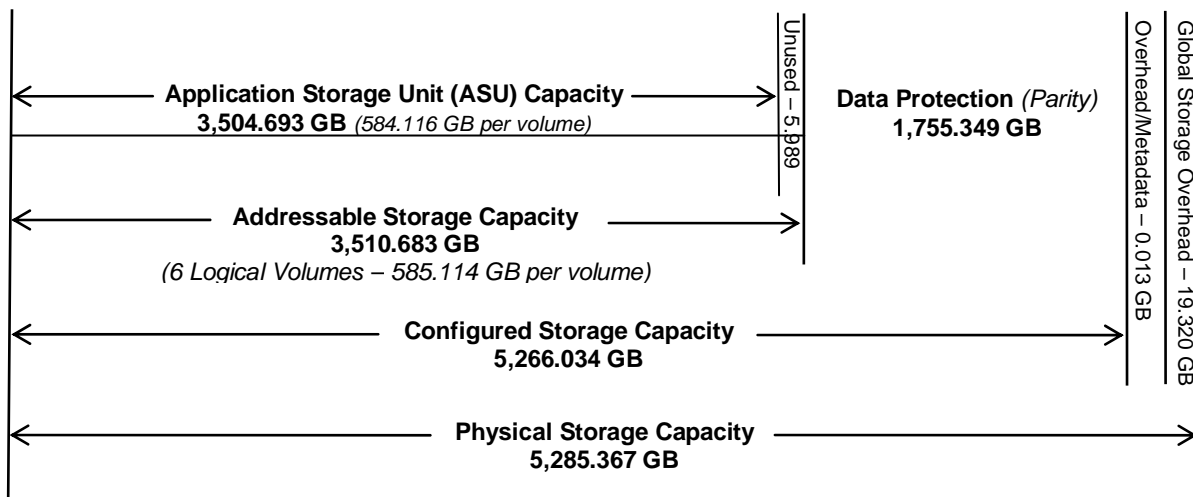 Application Storage Unit (ASU) Capacity
3,504.693 GB (584.116 GB per volume)
Unused – 5.989
Data Protection (Parity)
1,755.349 GB
Overhead/Metadata – 0.013 GB
Global Storage Overhead – 19.320 GB
Addressable Storage Capacity
3,510.683 GB
(6 Logical Volumes – 585.114 GB per volume)
Configured Storage Capacity
5,266.034 GB
Physical Storage Capacity
5,285.367 GB